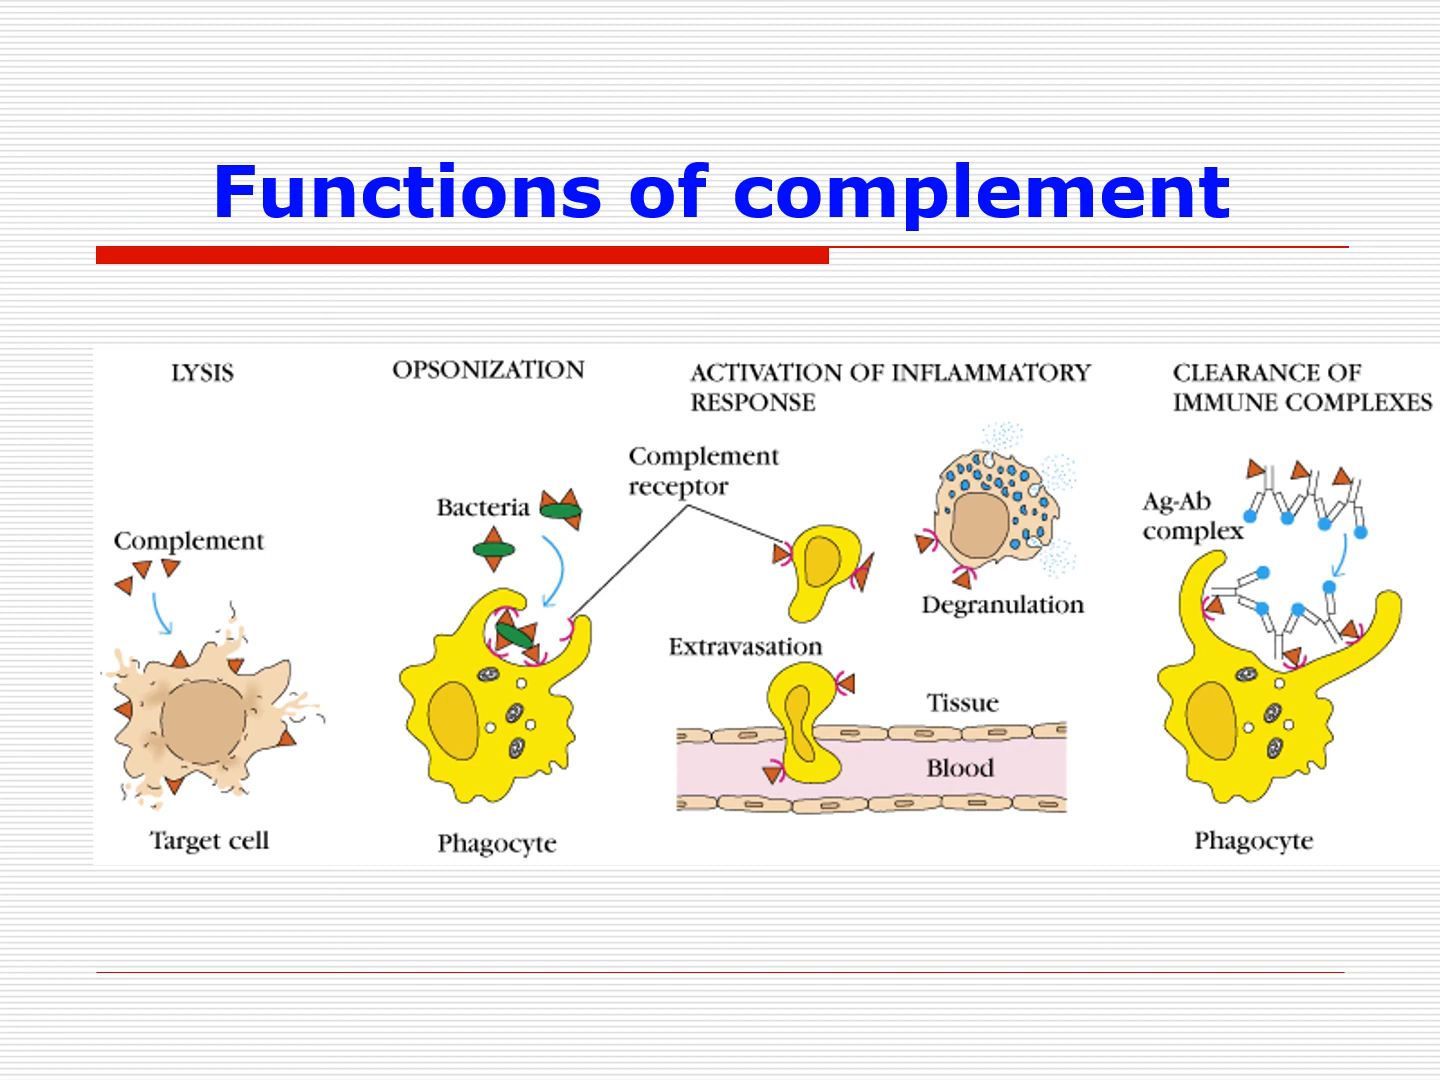 Functions of complement
LYSIS
OPSONIZATION
ACTIVATION OF INFLAMMATORY
RESPONSE
CLEARANCE OF
IMMUNE COMPLEXES
Complement
Target cell
Bacteria
Phagocyte
Complement
receptor
Extravasation
Degranulation
Tissue
Blood
Ag-Ab
complex
Phagocyte